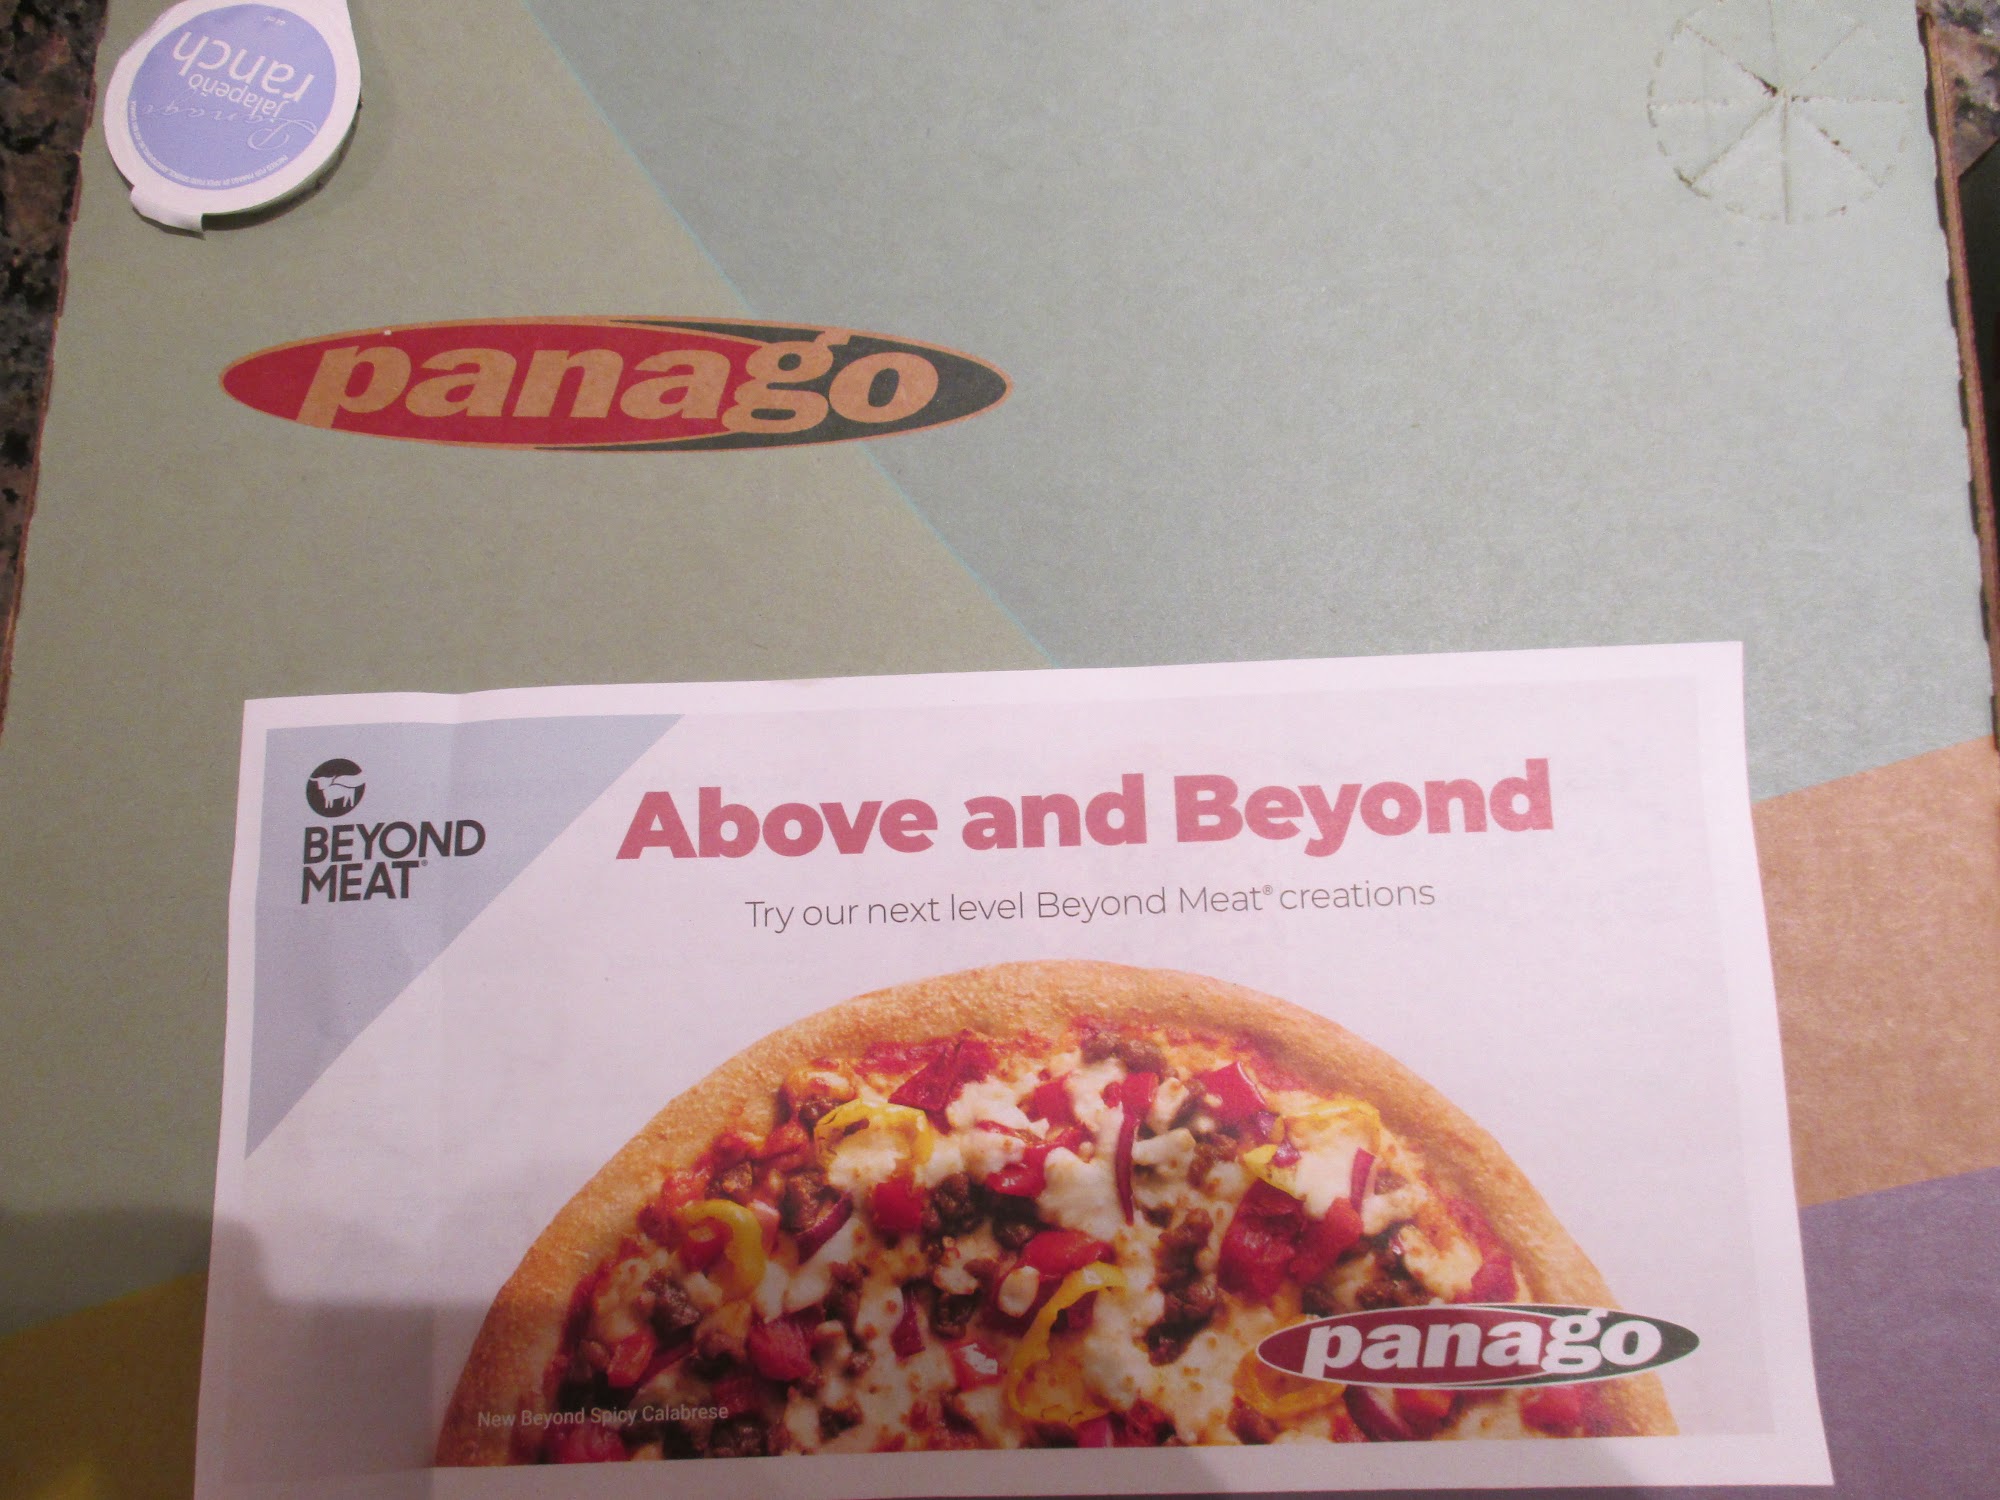 Panago
jalapeño
ranch
panago
BEYOND
MEAT®
Above and Beyond
Try our next level Beyond Meat® creations
panago
New Beyond Spicy Calabrese